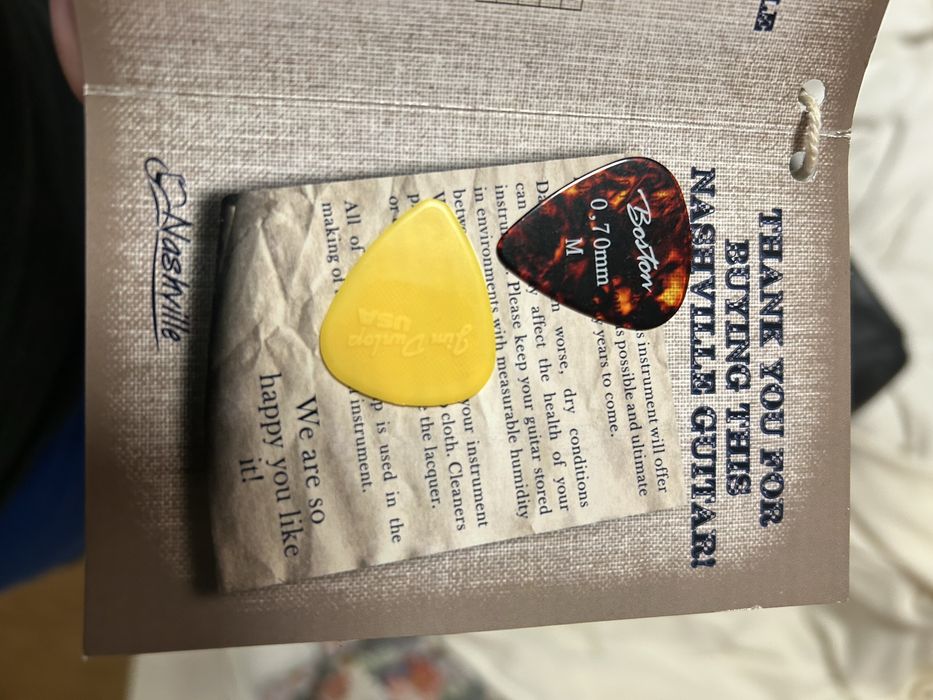 THANK YOU FOR
BUYING THIS
NASHVILLE GUITAR!
instrument will offer
possible and ultimate
years to come.
worse, dry conditions
can affect the health of your
Please keep your guitar stored
in environments with measurable humidity
your instrument
cloth. Cleaners
the lacquer.
All of is used in the
making of instrument.
We are so
happy you like
it!
Nashville
Boston
0,70mm
M
Jim Dunlop
USA